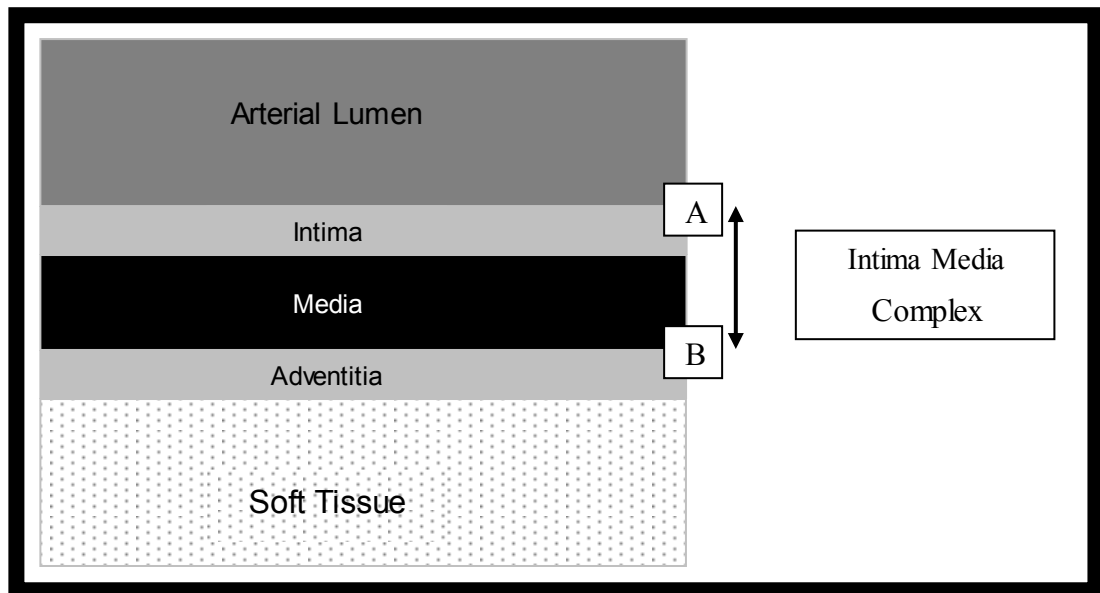 Arterial Lumen
A
Intima
Intima Media
Complex
Media
B
Adventitia
Soft Tissue